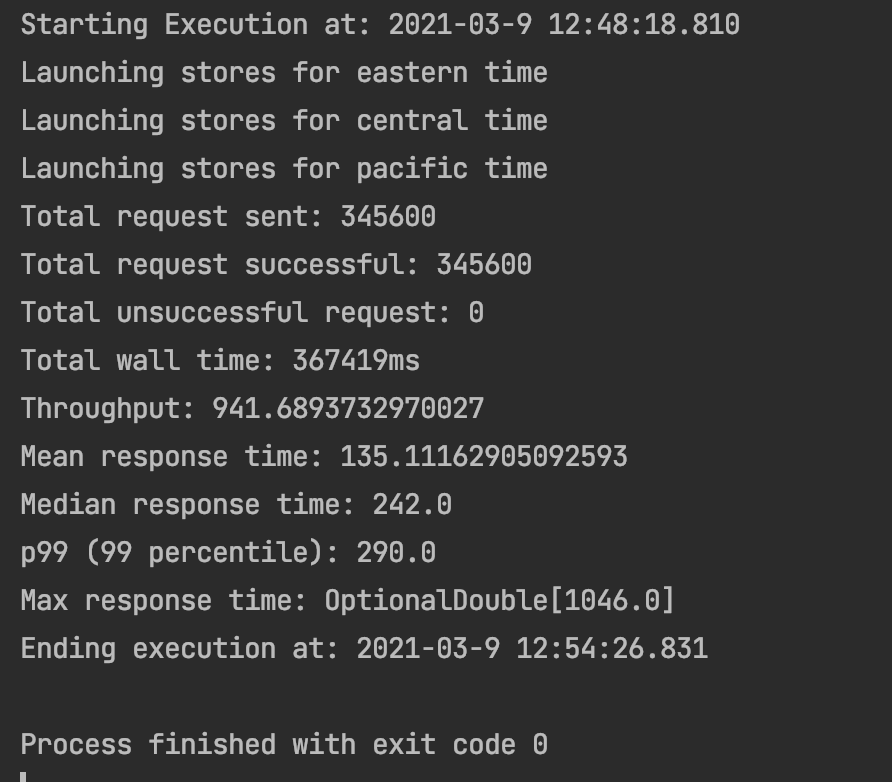 Starting Execution at: 2021-03-9 12:48:18.810
Launching stores for eastern time
Launching stores for central time
Launching stores for pacific time
Total request sent: 345600
Total request successful: 345600
Total unsuccessful request: 0
Total wall time: 367419ms
Throughput: 941.6893732970027
Mean response time: 135.11162905092593
Median response time: 242.0
p99 (99 percentile): 290.0
Max response time: OptionalDouble[1046.0]
Ending execution at: 2021-03-9 12:54:26.831
Process finished with exit code 0